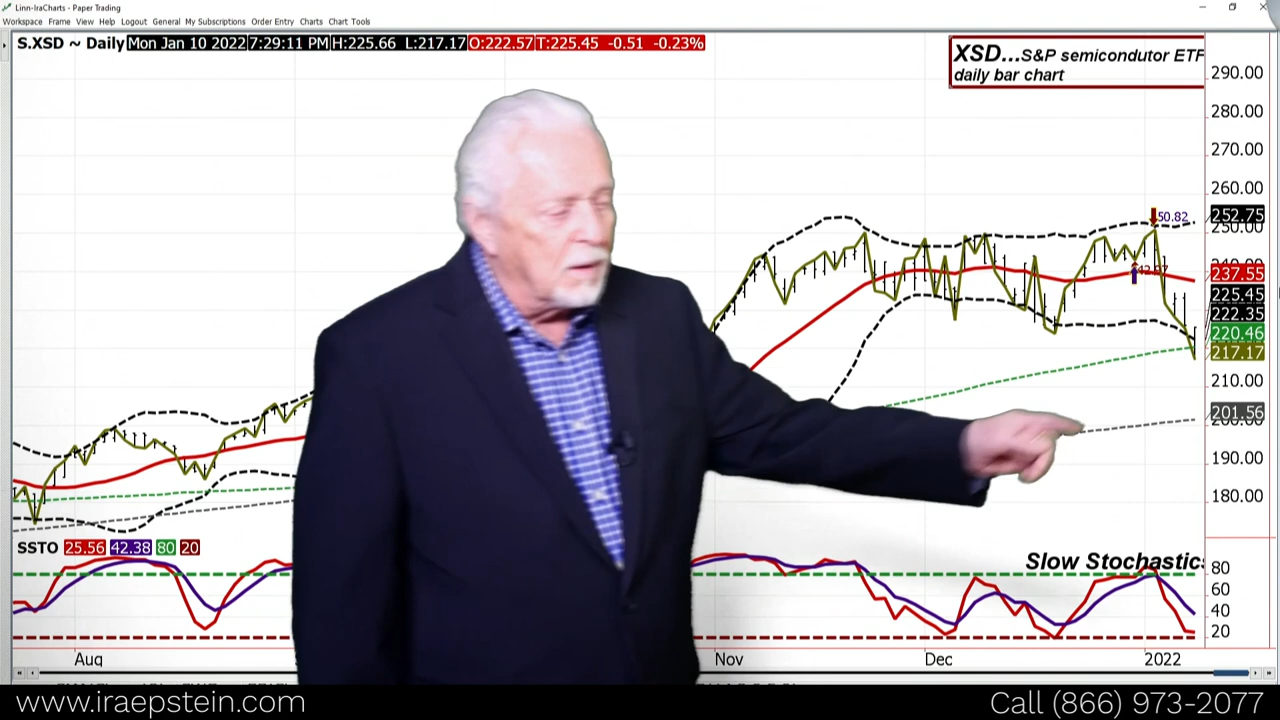 Linn-IraCharts - Paper Trading
Workspace Frame View Help Logout General My Subscriptions Order Entry Charts Chart Tools
S.XSD ~ Daily Mon Jan 10 2022 7:29:11 PM H:225.66 L:217.17 O:222.57 T:225.45 -0.51 -0.23%
XSD...S&P semicondutor ETF
daily bar chart
290.00
280.00
270.00
260.00
50.82
252.75
250.00
237.55
225.45
222.35
220.46
217.17
210.00
201.56
190.00
180.00
SSTO 25.56 42.38 80 20
Slow Stochastics
80
60
40
20
Aug
Nov
Dec
2022
www.iraepstein.com
Call (866) 973-2077